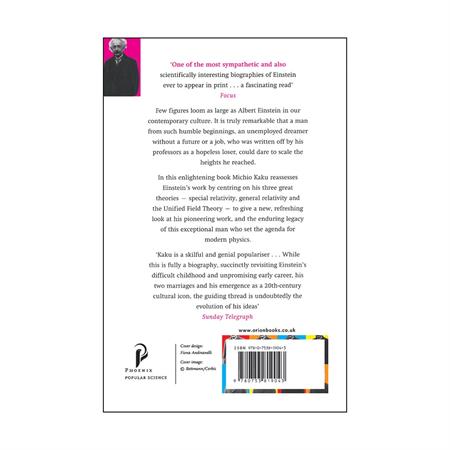 ‘One of the most sympathetic and also
scientifically interesting biographies of Einstein
ever to appear in print . . . a fascinating read’
Focus
Few figures loom as large as Albert Einstein in our
contemporary culture. It is truly remarkable that a man
from such humble beginnings, an unemployed dreamer
without a future or a job, who was written off by his
professors as a hopeless loser, could dare to scale the
heights he reached.
In this enlightening book Michio Kaku reassesses
Einstein’s work by centring on his three great
theories — special relativity, general relativity and
the Unified Field Theory — to give a new, refreshing
look at his pioneering work, and the enduring legacy
of this exceptional man who set the agenda for
modern physics.
‘Kaku is a skilful and genial populariser . . . While
this is fully a biography, succinctly revisiting Einstein’s
difficult childhood and unpromising early career, his
two marriages and his emergence as a 20th-century
cultural icon, the guiding thread is undoubtedly the
evolution of his ideas’
Sunday Telegraph
www.orionbooks.co.uk
PHOENIX
POPULAR SCIENCE
Cover design:
Fiona
Cover image:
© Bettmann/Corbis
ISBN 978-0-7538-1904-3
9 780753 819043